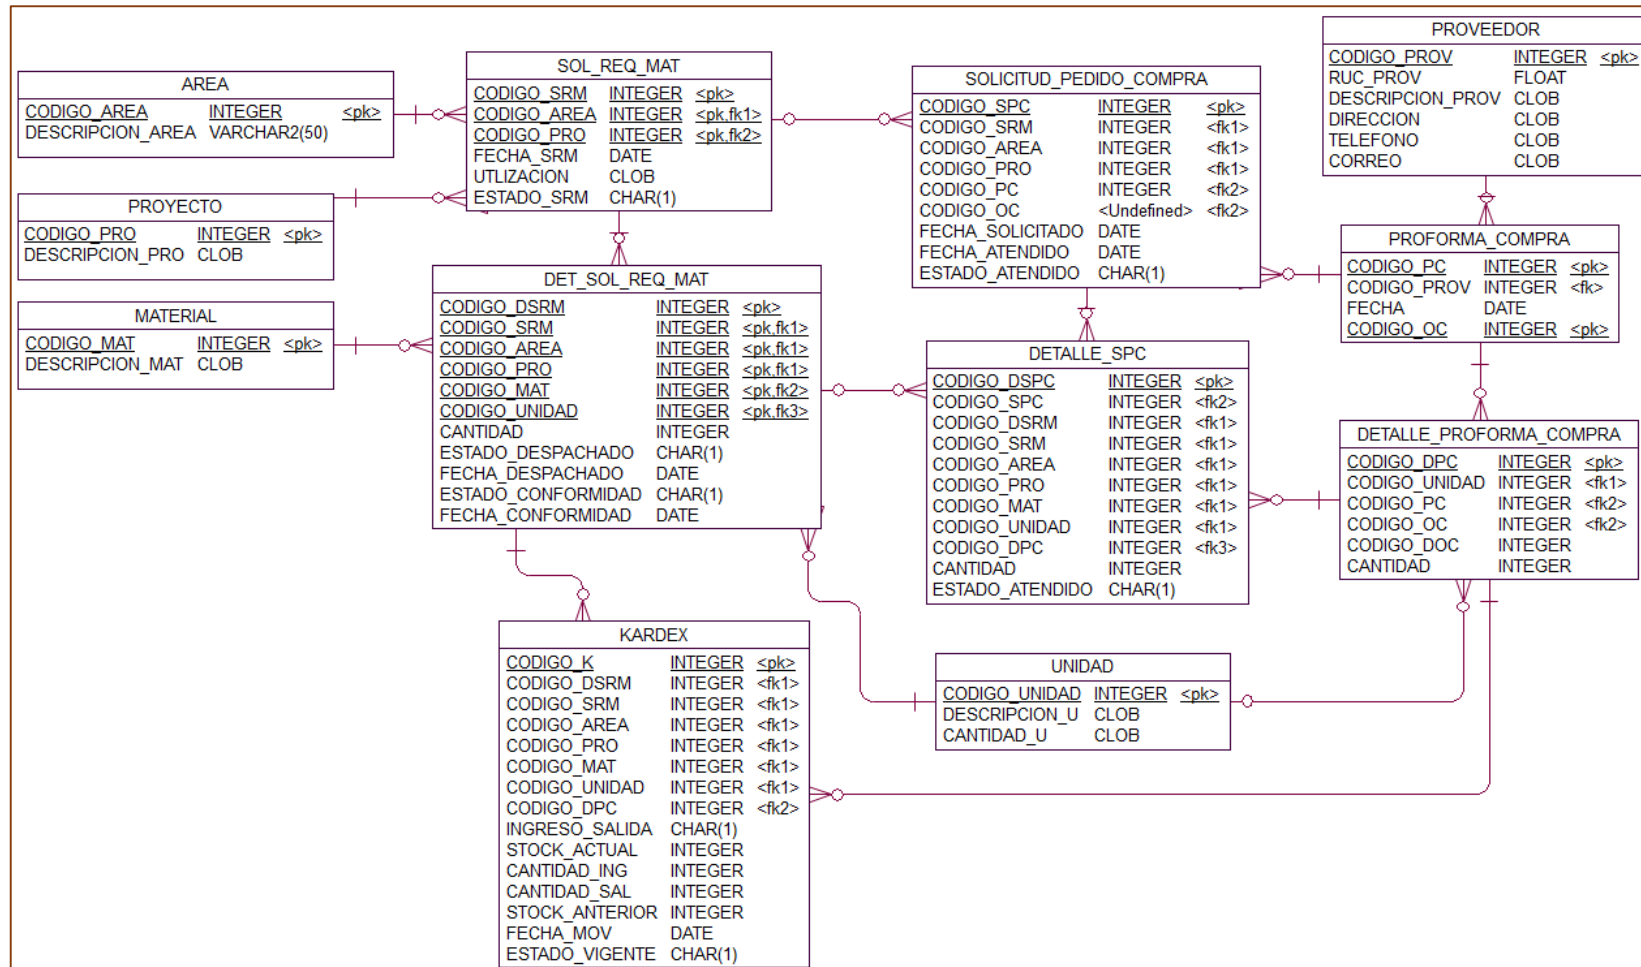 AREA
CODIGO_AREA INTEGER <pk>
DESCRIPCION_AREA VARCHAR2(50)
PROYECTO
CODIGO_PRO INTEGER <pk>
DESCRIPCION_PRO CLOB
MATERIAL
CODIGO_MAT INTEGER <pk>
DESCRIPCION_MAT CLOB
SOL_REQ_MAT
CODIGO_SRM INTEGER <pk>
CODIGO_AREA INTEGER <pk,fk1>
CODIGO_PRO INTEGER <pk,fk2>
FECHA_SRM DATE
UTLIZACION CLOB
ESTADO_SRM CHAR(1)
DET_SOL_REQ_MAT
CODIGO_DSRM INTEGER <pk>
CODIGO_SRM INTEGER <pk,fk1>
CODIGO_AREA INTEGER <pk,fk1>
CODIGO_PRO INTEGER <pk,fk1>
CODIGO_MAT INTEGER <pk,fk2>
CODIGO_UNIDAD INTEGER <pk,fk3>
CANTIDAD INTEGER
ESTADO_DESPACHADO CHAR(1)
FECHA_DESPACHADO DATE
ESTADO_CONFORMIDAD CHAR(1)
FECHA_CONFORMIDAD DATE
KARDEX
CODIGO_K INTEGER <pk>
CODIGO_DSRM INTEGER <fk1>
CODIGO_SRM INTEGER <fk1>
CODIGO_AREA INTEGER <fk1>
CODIGO_PRO INTEGER <fk1>
CODIGO_MAT INTEGER <fk1>
CODIGO_UNIDAD INTEGER <fk1>
CODIGO_DPC INTEGER <fk2>
INGRESO_SALIDA CHAR(1)
STOCK_ACTUAL INTEGER
CANTIDAD_ING INTEGER
CANTIDAD_SAL INTEGER
STOCK_ANTERIOR INTEGER
FECHA_MOV DATE
ESTADO_VIGENTE CHAR(1)
SOLICITUD_PEDIDO_COMPRA
CODIGO_SPC INTEGER <pk>
CODIGO_SRM INTEGER <fk1>
CODIGO_AREA INTEGER <fk1>
CODIGO_PRO INTEGER <fk1>
CODIGO_PC INTEGER <fk2>
CODIGO_OC <Undefined> <fk2>
FECHA_SOLICITADO DATE
FECHA_ATENDIDO DATE
ESTADO_ATENDIDO CHAR(1)
DETALLE_SPC
CODIGO_DSPC INTEGER <pk>
CODIGO_SPC INTEGER <fk2>
CODIGO_DSRM INTEGER <fk1>
CODIGO_SRM INTEGER <fk1>
CODIGO_AREA INTEGER <fk1>
CODIGO_PRO INTEGER <fk1>
CODIGO_MAT INTEGER <fk1>
CODIGO_UNIDAD INTEGER <fk1>
CODIGO_DPC INTEGER <fk3>
CANTIDAD INTEGER
ESTADO_ATENDIDO CHAR(1)
UNIDAD
CODIGO_UNIDAD INTEGER <pk>
DESCRIPCION_U CLOB
CANTIDAD_U CLOB
PROVEEDOR
CODIGO_PROV INTEGER <pk>
RUC_PROV FLOAT
DESCRIPCION_PROV CLOB
DIRECCION CLOB
TELEFONO CLOB
CORREO CLOB
PROFORMA_COMPRA
CODIGO_PC INTEGER <pk>
CODIGO_PROV INTEGER <fk>
FECHA DATE
CODIGO_OC INTEGER <pk>
DETALLE_PROFORMA_COMPRA
CODIGO_DPC INTEGER <pk>
CODIGO_UNIDAD INTEGER <fk1>
CODIGO_PC INTEGER <fk2>
CODIGO_OC INTEGER <fk2>
CODIGO_DOC INTEGER
CANTIDAD INTEGER